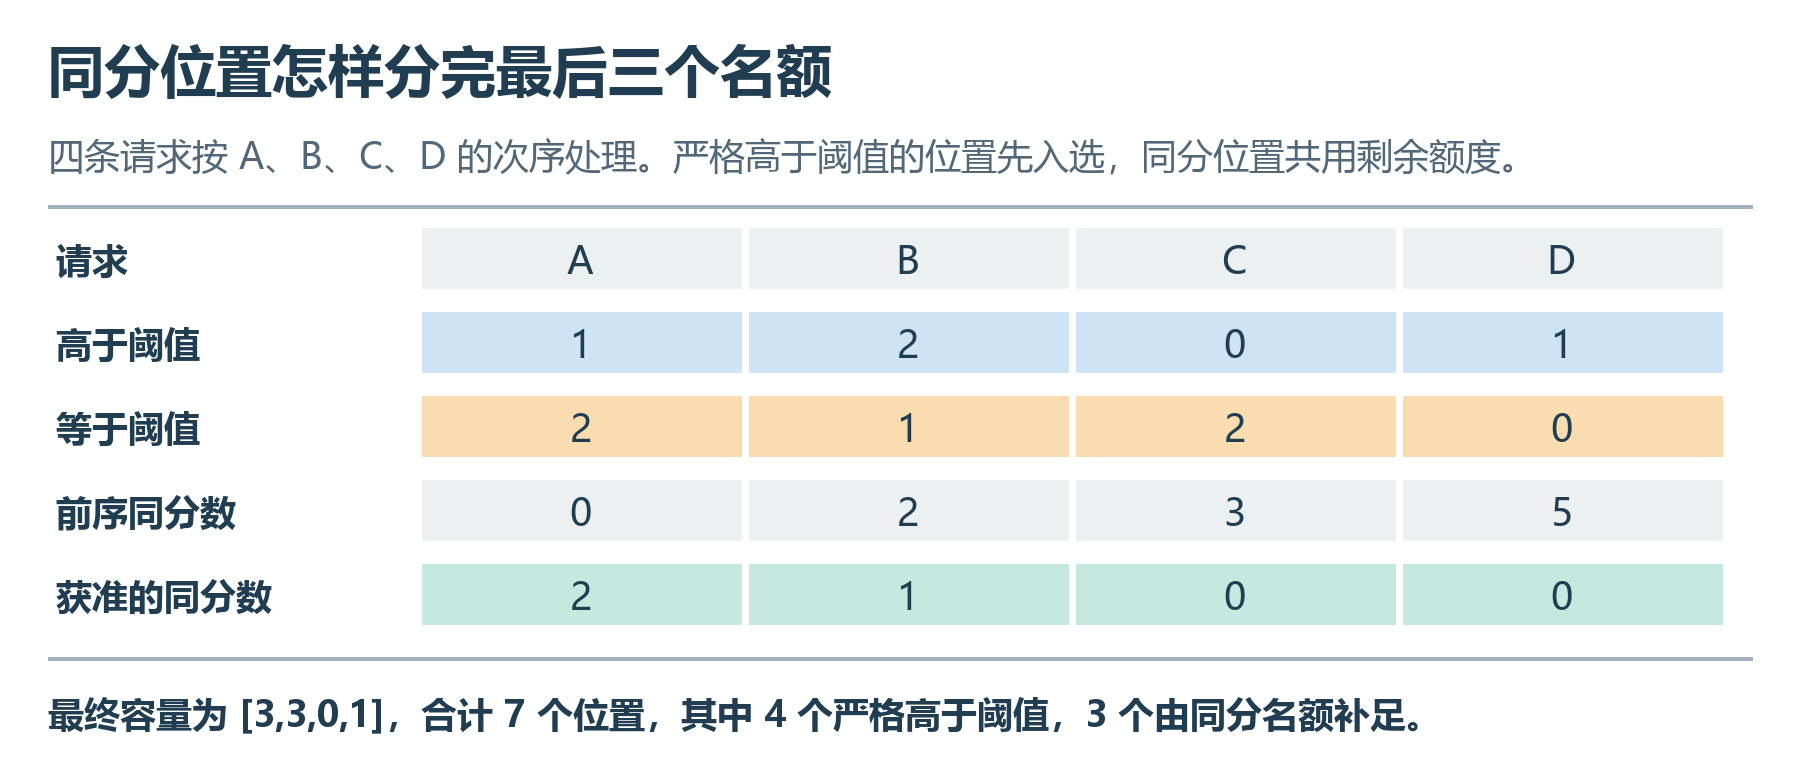 同分位置怎样分完最后三个名额
四条请求按 A、B、C、D 的次序处理。严格高于阈值的位置先入选，同分位置共用剩余额度。
请求 A B C D
高于阈值 1 2 0 1
等于阈值 2 1 2 0
前序同分数 0 2 3 5
获准的同分数 2 1 0 0
最终容量为 [3,3,0,1]，合计 7 个位置，其中 4 个严格高于阈值，3 个由同分名额补足。